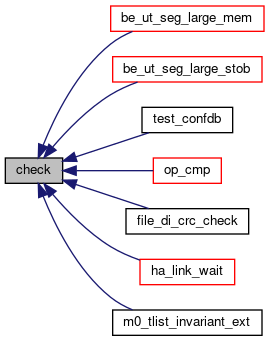 be_ut_seg_large_mem
be_ut_seg_large_stob
test_confdb
check
op_cmp
file_di_crc_check
ha_link_wait
m0_tlist_invariant_ext